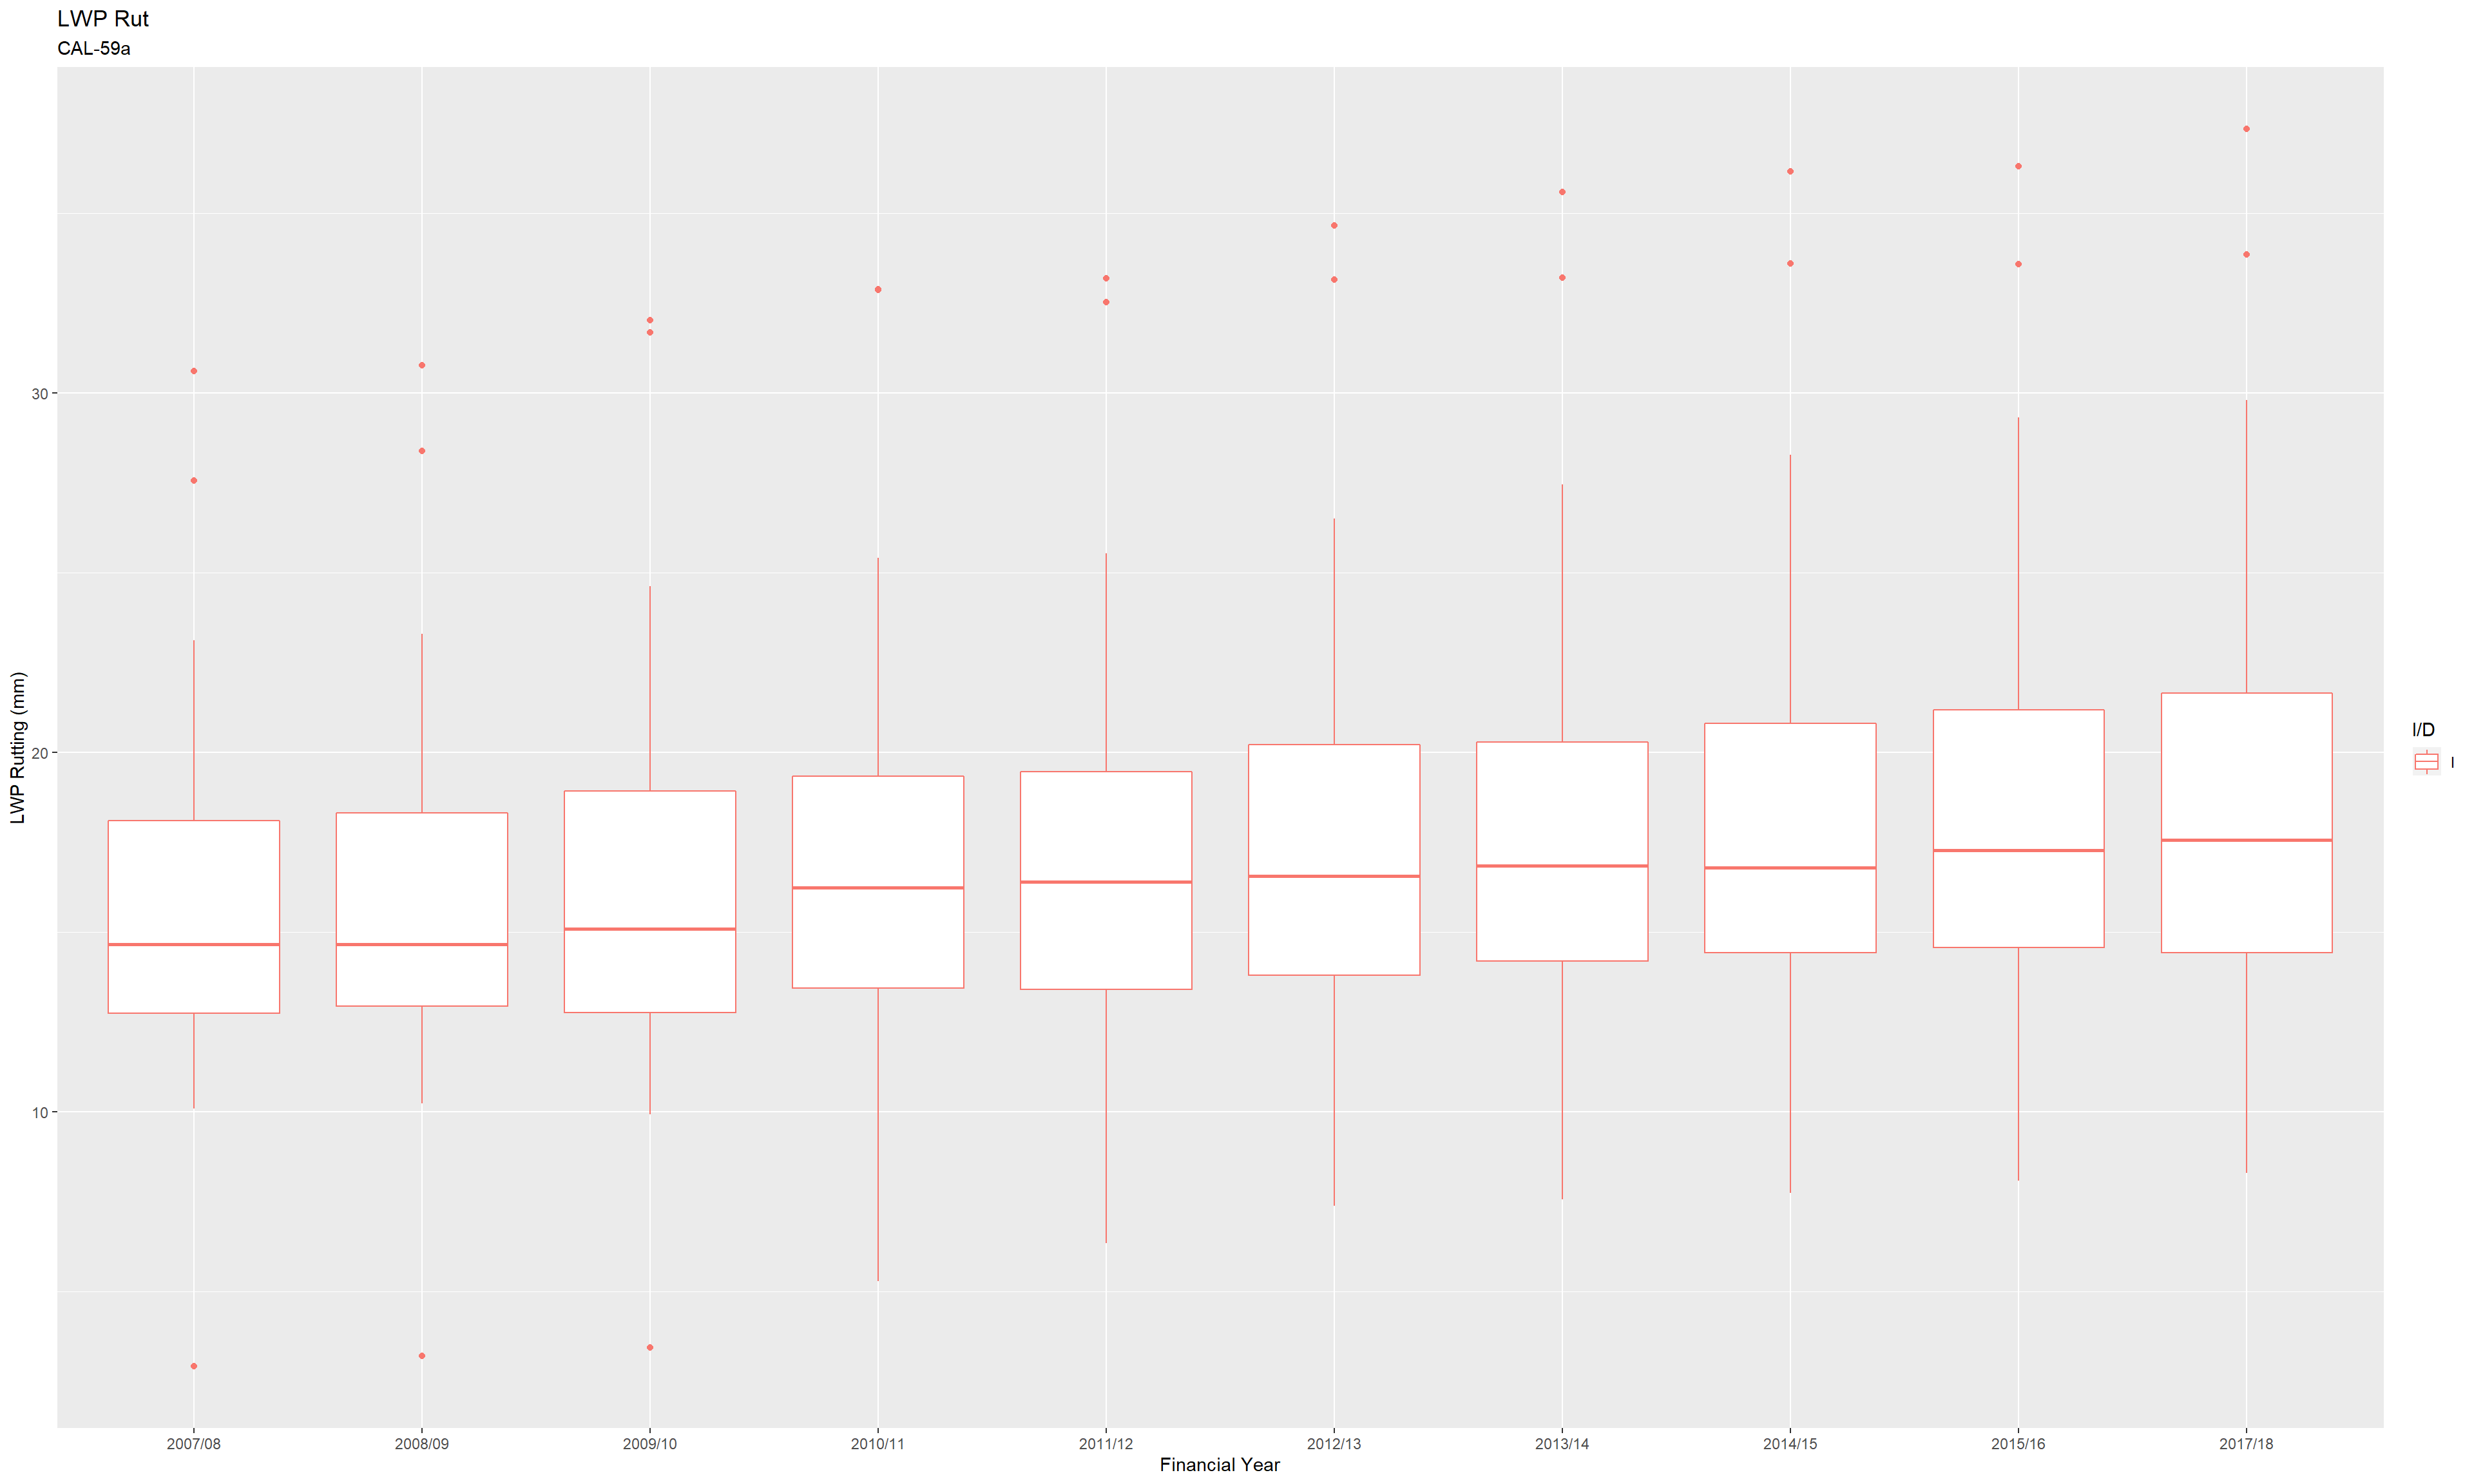 LWP Rut
CAL-59a
LWP Rutting (mm)
30
20
10
2007/08 2008/09 2009/10 2010/11 2011/12 2012/13 2013/14 2014/15 2015/16 2017/18
Financial Year
I/D
I